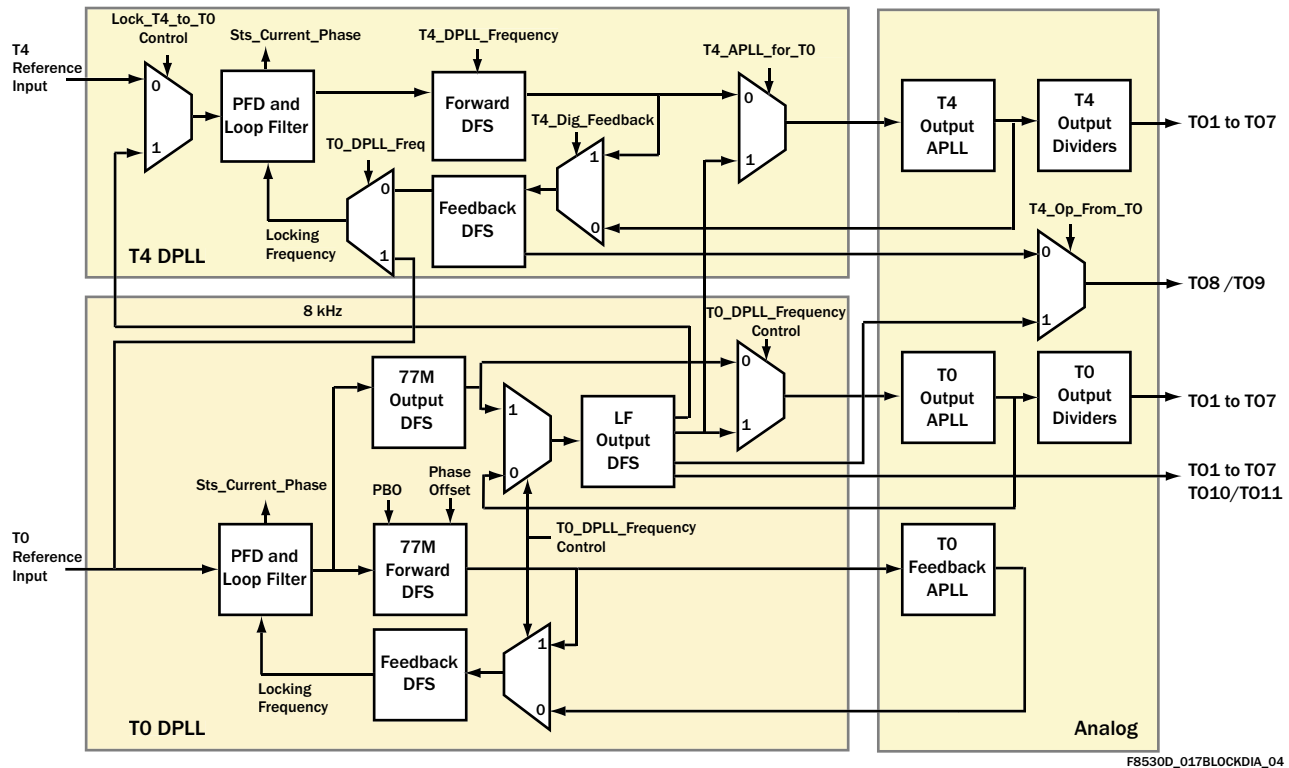 Lock_T4_to_T0
Control
Sts_Current_Phase
T4_DPLL_Frequency
T4_APLL_for_T0
T4
Reference
Input
0
1
PFD and
Loop Filter
Forward
DFS
T4_Dig_Feedback
T0_DPLL_Freq
0
1
T4
Output
APLL
T4
Output
Dividers
TO1 to TO7
1
0
0
1
Feedback
DFS
Locking
Frequency
T4 DPLL
T4_Op_From_T0
0
1
TO8 /TO9
8 kHz
T0_DPLL_Frequency
Control
0
1
77M
Output
DFS
1
0
LF
Output
DFS
T0
Output
APLL
T0
Output
Dividers
TO1 to TO7
TO1 to TO7
TO10/TO11
Sts_Current_Phase
PBO
Phase
Offset
T0_DPLL_Frequency
Control
T0
Reference
Input
PFD and
Loop Filter
77M
Forward
DFS
T0
Feedback
APLL
1
0
Feedback
DFS
Locking
Frequency
T0 DPLL
Analog
F8530D_017BLOCKDIA_04